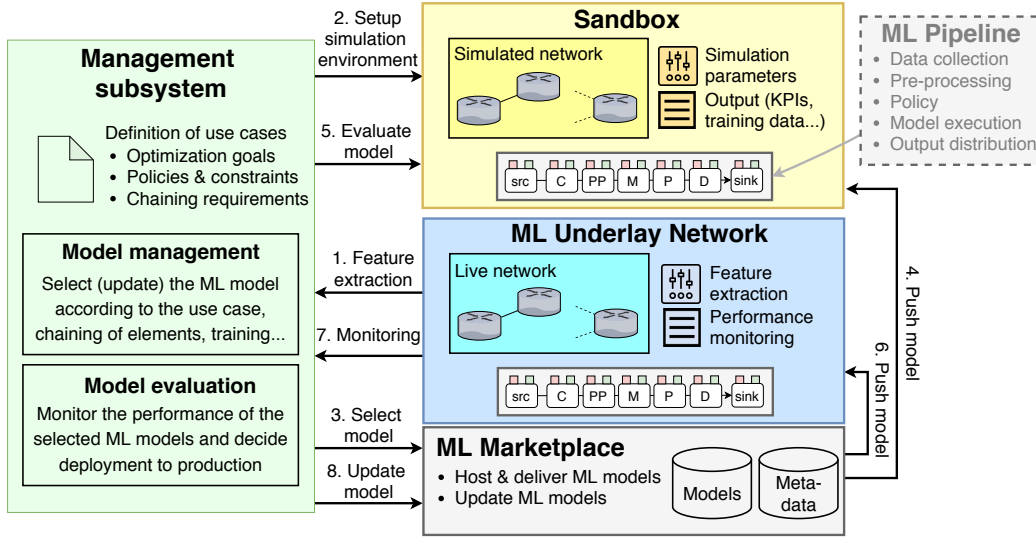 Management
subsystem
Definition of use cases
• Optimization goals
• Policies & constraints
• Chaining requirements
Model management
Select (update) the ML model
according to the use case,
chaining of elements, training...
Model evaluation
Monitor the performance of the
selected ML models and decide
deployment to production
2. Setup
simulation
environment
5. Evaluate
model
1. Feature
extraction
7. Monitoring
3. Select
model
8. Update
model
Sandbox
Simulated network
Simulation
parameters
Output (KPIs,
training data...)
src C PP M P D sink
ML Underlay Network
Live network
Feature
extraction
Performance
monitoring
src C PP M P D sink
ML Marketplace
• Host & deliver ML models
• Update ML models
Models
Meta-
data
ML Pipeline
• Data collection
• Pre-processing
• Policy
• Model execution
• Output distribution
4. Push model
6. Push model